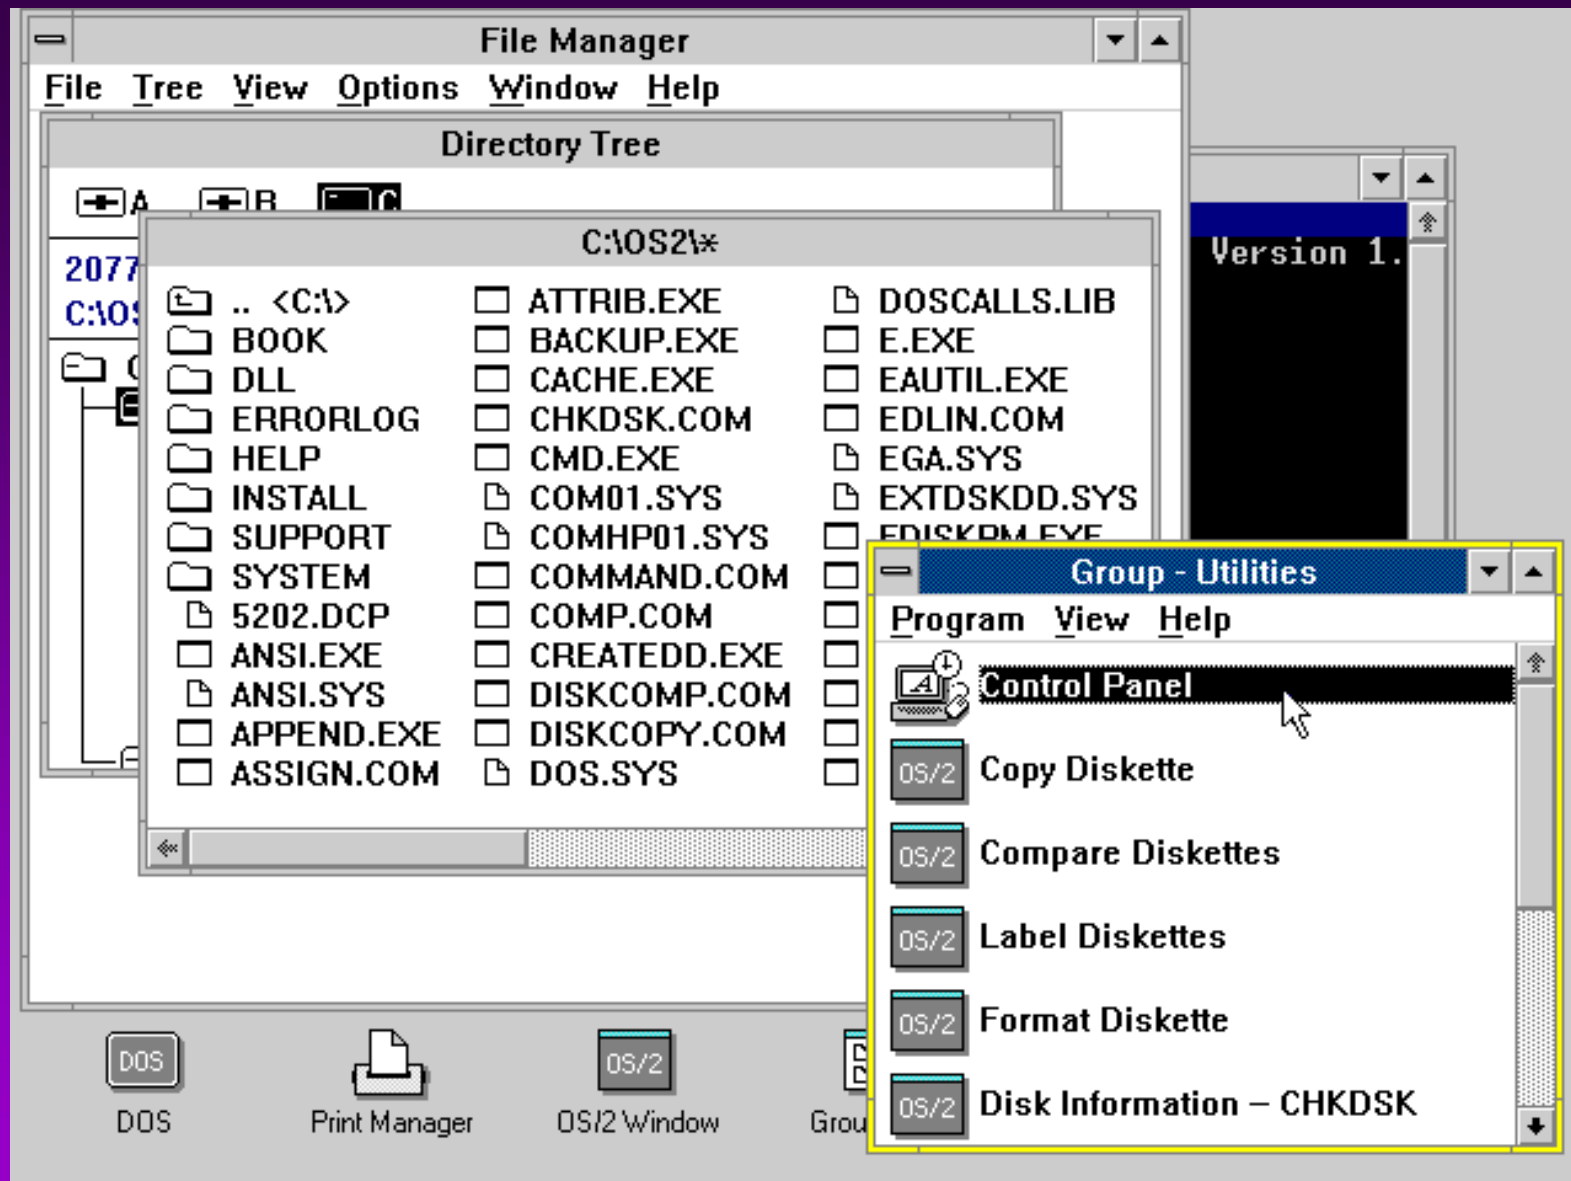 File Manager
File Tree View Options Window Help
Directory Tree
A B C
C:\OS2\*
Version 1.
2077
C:\OS
.. <C:\> ATTRIB.EXE DOSCALLS.LIB
BOOK BACKUP.EXE E.EXE
DLL CACHE.EXE EAUTIL.EXE
ERRORLOG CHKDSK.COM EDLIN.COM
HELP CMD.EXE EGA.SYS
INSTALL COM01.SYS EXTDSKDD.SYS
SUPPORT COMHP01.SYS FDISKPM.EXE
SYSTEM COMMAND.COM
5202.DCP COMP.COM
ANSI.EXE CREATEDD.EXE
ANSI.SYS DISKCOMP.COM
APPEND.EXE DISKCOPY.COM
ASSIGN.COM DOS.SYS
Group - Utilities
Program View Help
A Control Panel
OS/2 Copy Diskette
OS/2 Compare Diskettes
OS/2 Label Diskettes
OS/2 Format Diskette
OS/2 Disk Information – CHKDSK
DOS OS/2
DOS Print Manager OS/2 Window Grou